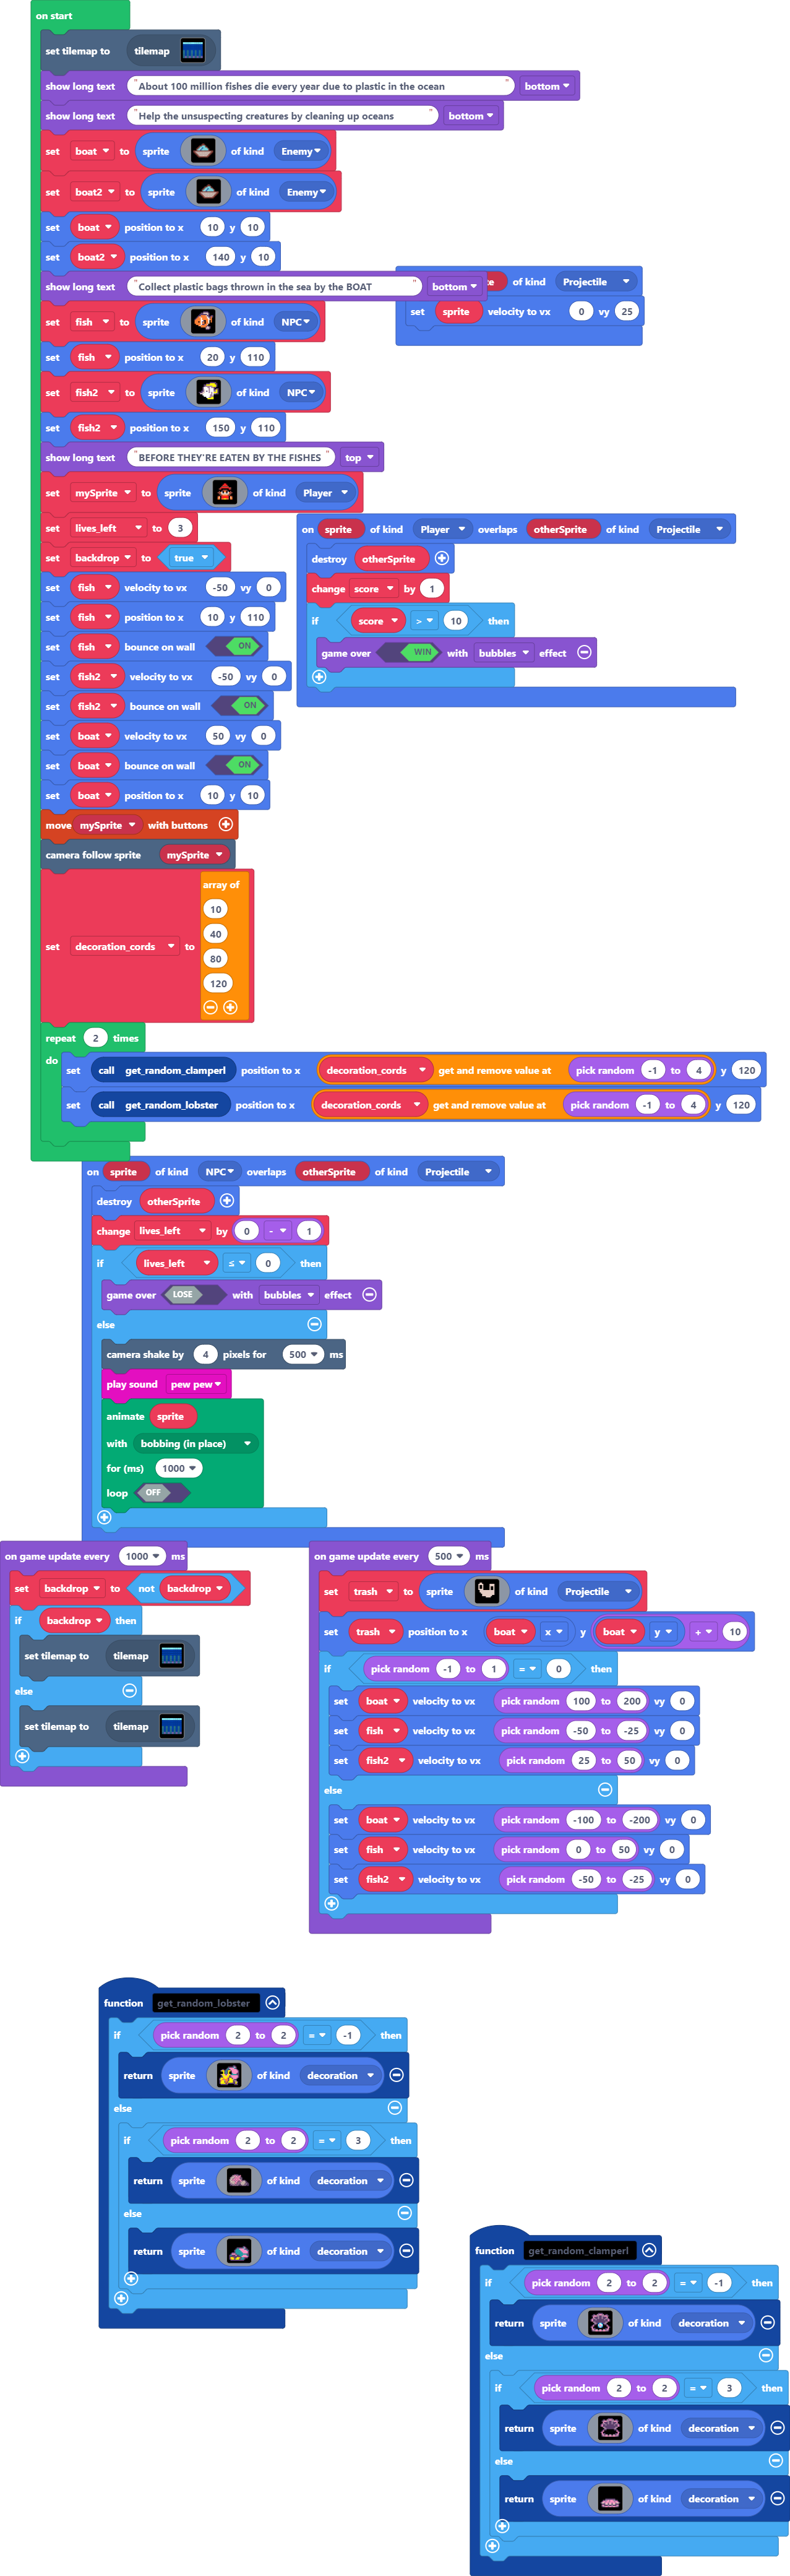 on start
set tilemap to tilemap
show long text "About 100 million fishes die every year due to plastic in the ocean" bottom
show long text "Help the unsuspecting creatures by cleaning up oceans" bottom
set boat to sprite of kind Enemy
set boat2 to sprite of kind Enemy
set boat position to x 10 y 10
set boat2 position to x 140 y 10
show long text "Collect plastic bags thrown in the sea by the BOAT" bottom
of kind Projectile
set sprite velocity to vx 0 vy 25
set fish to sprite of kind NPC
set fish position to x 20 y 110
set fish2 to sprite of kind NPC
set fish2 position to x 150 y 110
show long text "BEFORE THEY'RE EATEN BY THE FISHES" top
set mySprite to sprite of kind Player
set lives_left to 3
set backdrop to true
set fish velocity to vx -50 vy 0
set fish position to x 10 y 110
set fish bounce on wall ON
set fish2 velocity to vx -50 vy 0
set fish2 bounce on wall ON
set boat velocity to vx 50 vy 0
set boat bounce on wall ON
set boat position to x 10 y 10
move mySprite with buttons
camera follow sprite mySprite
set decoration_cords to array of
10
40
80
120
repeat 2 times
do
set call get_random_clamperl position to x decoration_cords get and remove value at pick random -1 to 4 y 120
set call get_random_lobster position to x decoration_cords get and remove value at pick random -1 to 4 y 120
on sprite of kind Player overlaps otherSprite of kind Projectile
destroy otherSprite
change score by 1
if score > 10 then
game over WIN with bubbles effect
on sprite of kind NPC overlaps otherSprite of kind Projectile
destroy otherSprite
change lives_left by 0 - 1
if lives_left ≤ 0 then
game over LOSE with bubbles effect
else
camera shake by 4 pixels for 500 ms
play sound pew pew
animate sprite
with bobbing (in place)
for (ms) 1000
loop OFF
on game update every 1000 ms
set backdrop to not backdrop
if backdrop then
set tilemap to tilemap
else
set tilemap to tilemap
on game update every 500 ms
set trash to sprite of kind Projectile
set trash position to x boat x y boat y + 10
if pick random -1 to 1 = 0 then
set boat velocity to vx pick random 100 to 200 vy 0
set fish velocity to vx pick random -50 to -25 vy 0
set fish2 velocity to vx pick random 25 to 50 vy 0
else
set boat velocity to vx pick random -100 to -200 vy 0
set fish velocity to vx pick random 0 to 50 vy 0
set fish2 velocity to vx pick random -50 to -25 vy 0
function get_random_lobster
if pick random 2 to 2 = -1 then
return sprite of kind decoration
else
if pick random 2 to 2 = 3 then
return sprite of kind decoration
else
return sprite of kind decoration
function get_random_clamperl
if pick random 2 to 2 = -1 then
return sprite of kind decoration
else
if pick random 2 to 2 = 3 then
return sprite of kind decoration
else
return sprite of kind decoration